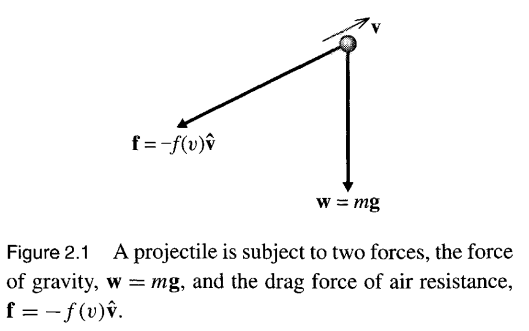 v
f = -f(v)v̂
w = mg
Figure 2.1 A projectile is subject to two forces, the force
of gravity, w = mg, and the drag force of air resistance,
f = −f(v)v̂.